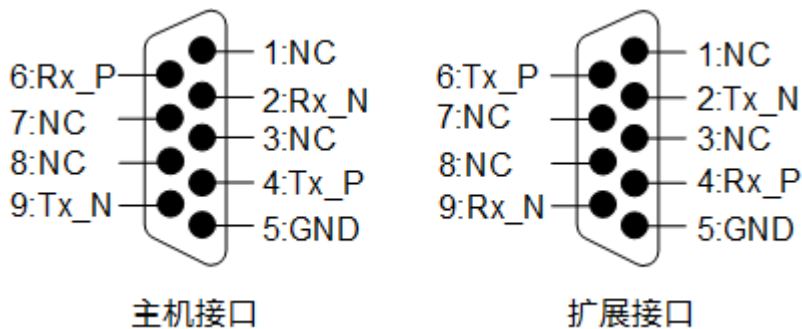 1:NC
6:Rx_P
2:Rx_N
7:NC
3:NC
8:NC
4:Tx_P
9:Tx_N
5:GND
主机接口
1:NC
6:Tx_P
2:Tx_N
7:NC
3:NC
8:NC
4:Rx_P
9:Rx_N
5:GND
扩展接口